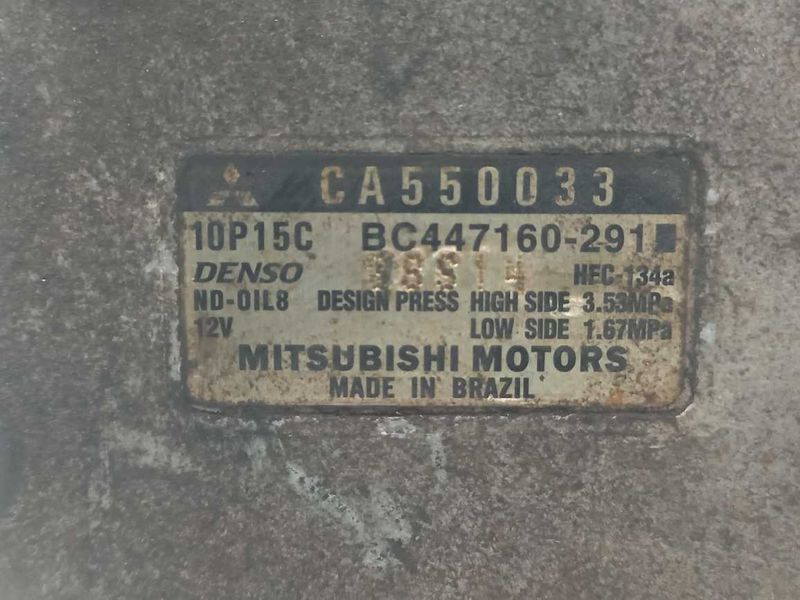 CA550033
10P15C BC447160-291
DENSO HFC-134a
ND-OIL8 DESIGN PRESS HIGH SIDE 3.53MPa
12V LOW SIDE 1.67MPa
MITSUBISHI MOTORS
MADE IN BRAZIL